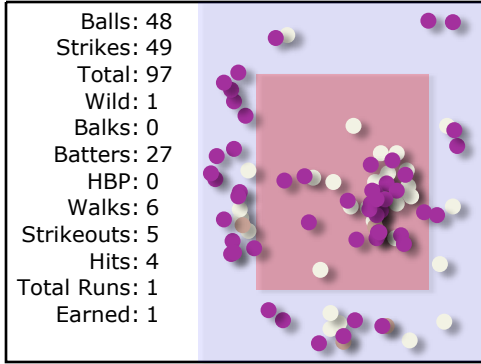 Balls: 48
Strikes: 49
Total: 97
Wild: 1
Balks: 0
Batters: 27
HBP: 0
Walks: 6
Strikeouts: 5
Hits: 4
Total Runs: 1
Earned: 1